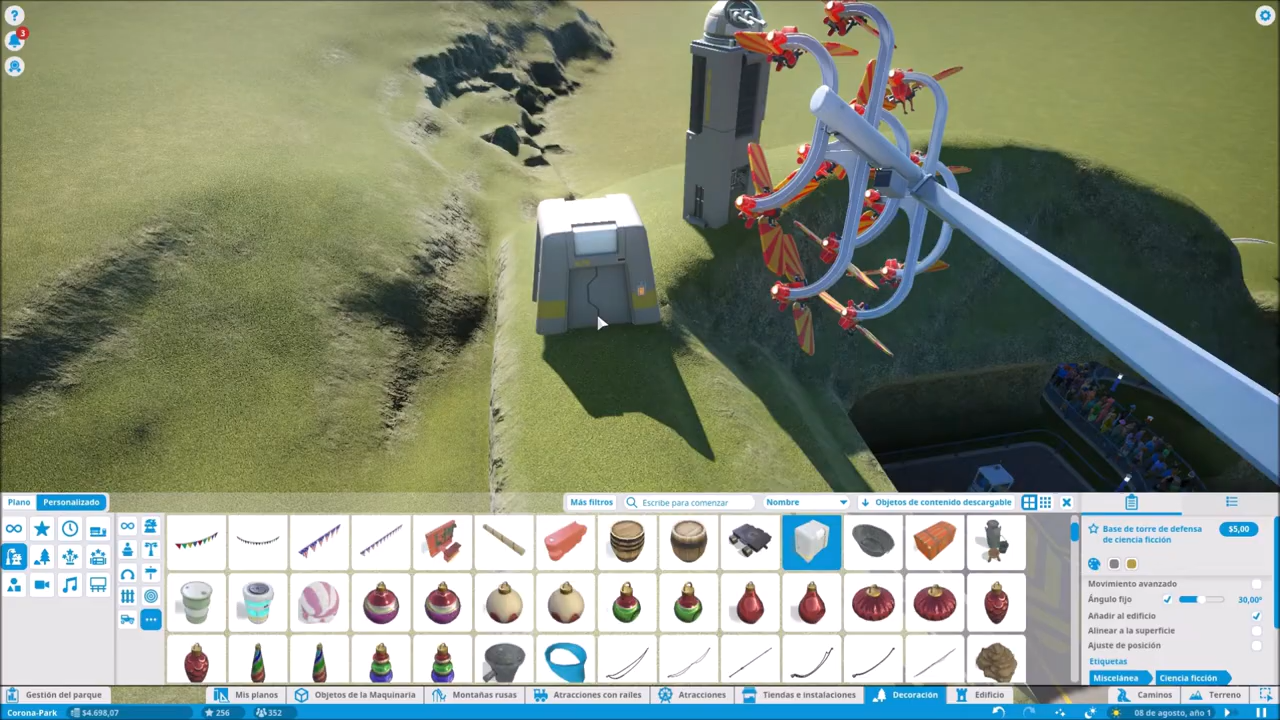 ?
3
Plano
Personalizado
Más filtros
Escribe para comenzar
Nombre
Objetos de contenido descargable
Base de torre de defensa
de ciencia ficción
$5,00
Movimiento avanzado
Ángulo fijo
30,00º
Añadir al edificio
Alinear a la superficie
Ajuste de posición
Etiquetas
Miscelánea
Ciencia ficción
Gestión del parque
Mis planos
Objetos de la Maquinaria
Montañas rusas
Atracciones con railes
Atracciones
Tiendas e instalaciones
Decoración
Edificio
Caminos
Terreno
Corona-Park
$4.698,07
256
352
08 de agosto, año 1